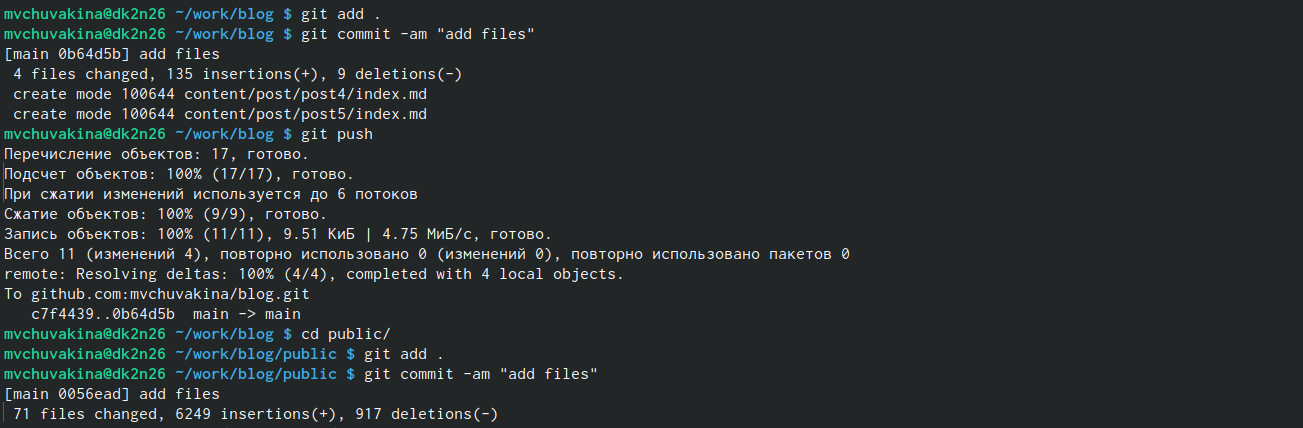 mvchuvakina@dk2n26 ~/work/blog $ git add .
mvchuvakina@dk2n26 ~/work/blog $ git commit -am "add files"
[main 0b64d5b] add files
 4 files changed, 135 insertions(+), 9 deletions(-)
 create mode 100644 content/post/post4/index.md
 create mode 100644 content/post/post5/index.md
mvchuvakina@dk2n26 ~/work/blog $ git push
Перечисление объектов: 17, готово.
Подсчет объектов: 100% (17/17), готово.
При сжатии изменений используется до 6 потоков
Сжатие объектов: 100% (9/9), готово.
Запись объектов: 100% (11/11), 9.51 КиБ | 4.75 МиБ/с, готово.
Всего 11 (изменений 4), повторно использовано 0 (изменений 0), повторно использовано пакетов 0
remote: Resolving deltas: 100% (4/4), completed with 4 local objects.
To github.com:mvchuvakina/blog.git
   c7f4439..0b64d5b  main -> main
mvchuvakina@dk2n26 ~/work/blog $ cd public/
mvchuvakina@dk2n26 ~/work/blog/public $ git add .
mvchuvakina@dk2n26 ~/work/blog/public $ git commit -am "add files"
[main 0056ead] add files
 71 files changed, 6249 insertions(+), 917 deletions(-)